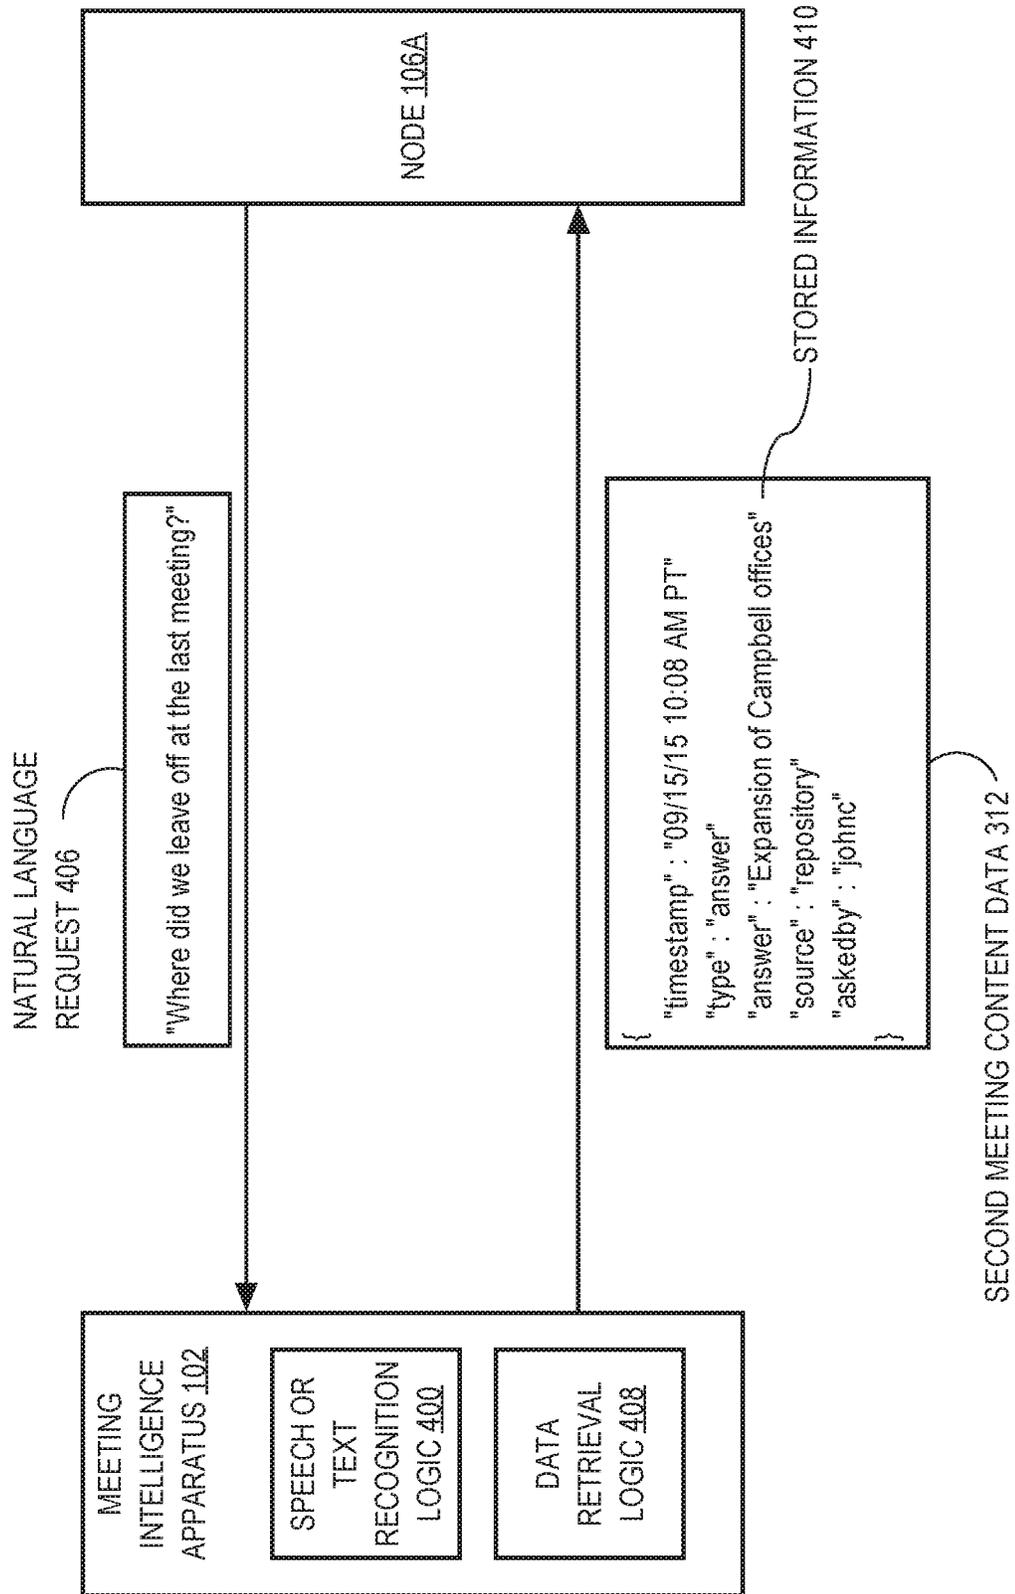 MEETING
INTELLIGENCE
APPARATUS 102
SPEECH OR
TEXT
RECOGNITION
LOGIC 400
DATA
RETRIEVAL
LOGIC 408
NATURAL LANGUAGE
REQUEST 406
"Where did we leave off at the last meeting?"
NODE 106A
{
"timestamp" : "09/15/15 10:08 AM PT"
"type" : "answer"
"answer" : "Expansion of Campbell offices"
"source" : "repository"
"askedby" : "johnc"
}
STORED INFORMATION 410
SECOND MEETING CONTENT DATA 312